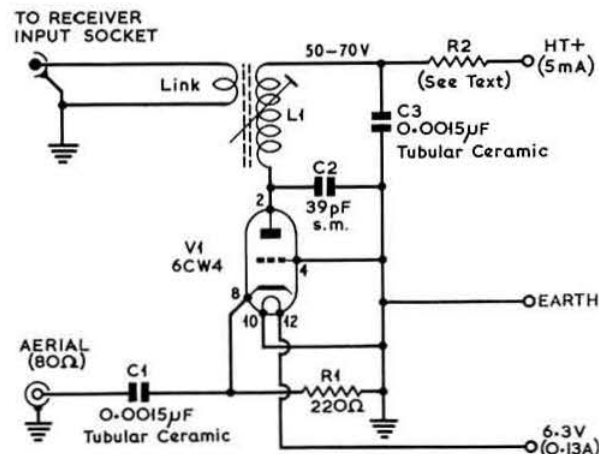 TO RECEIVER
INPUT SOCKET
Link
50-70V
R2
(See Text)
HT+
(5mA)
L1
C3
0.0015µF
Tubular Ceramic
C2
39pF
s.m.
2
V1
6CW4
4
8
10
12
EARTH
AERIAL
(80Ω)
C1
0.0015µF
Tubular Ceramic
R1
220Ω
6.3V
(0.13A)